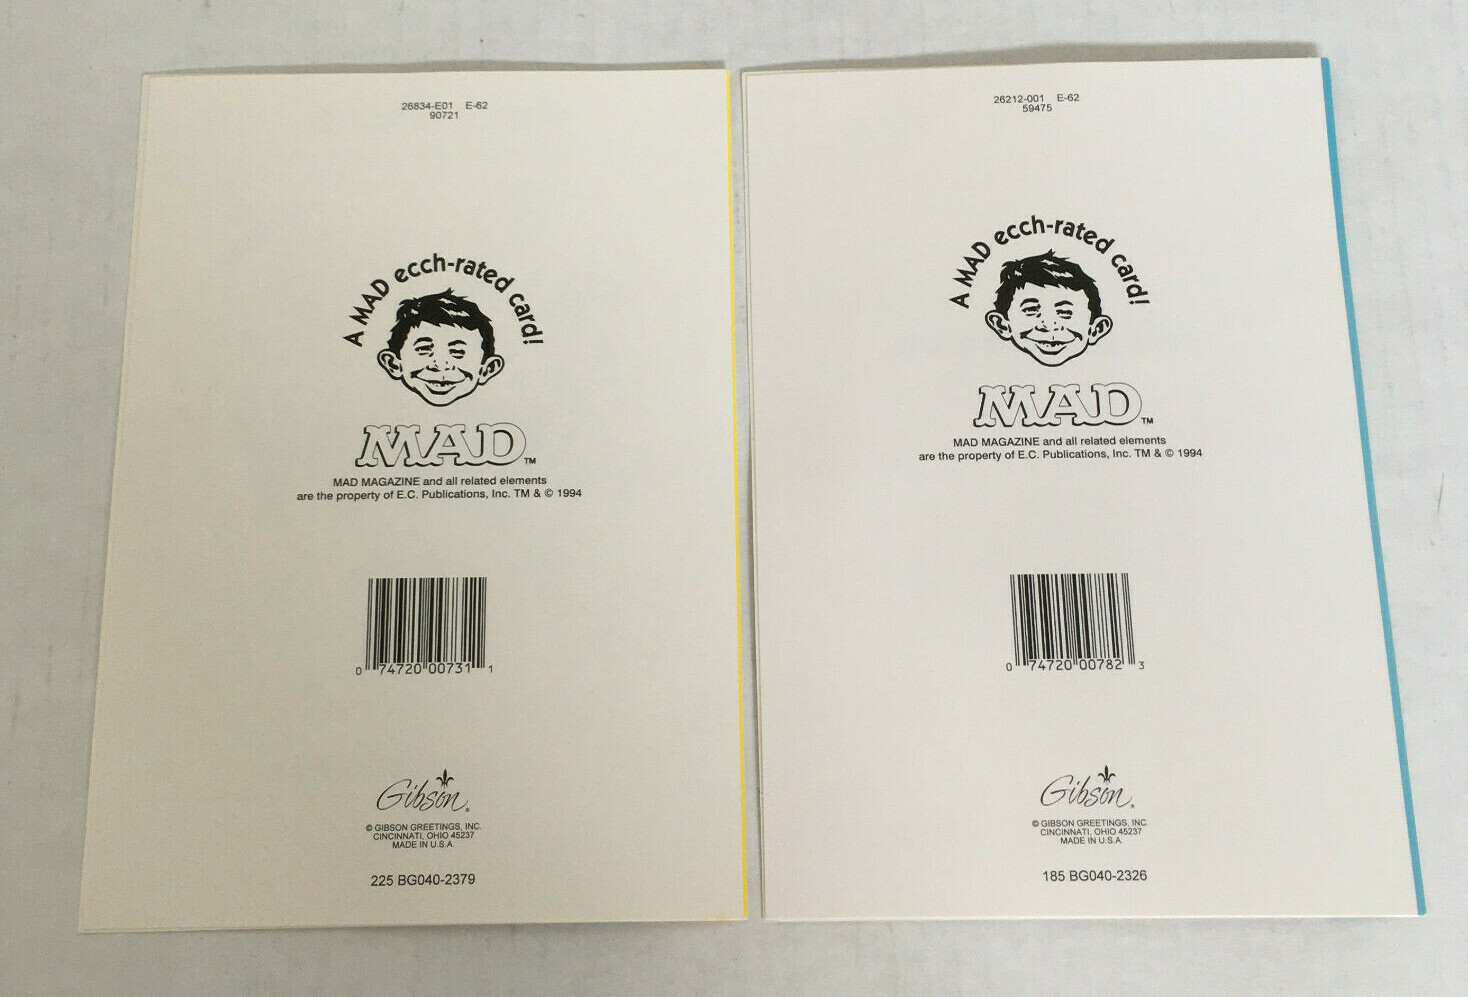 26834-E01 E-62
90721
A MAD ecch-rated card!
MAD™
MAD MAGAZINE and all related elements
are the property of E.C. Publications, Inc. TM & © 1994
0 74720 00731 1
Gibson®
© GIBSON GREETINGS, INC.
CINCINNATI, OHIO 45237
MADE IN U.S.A.
225 BG040-2379
26212-001 E-62
59475
A MAD ecch-rated card!
MAD™
MAD MAGAZINE and all related elements
are the property of E.C. Publications, Inc. TM & © 1994
0 74720 00782 3
Gibson®
© GIBSON GREETINGS, INC.
CINCINNATI, OHIO 45237
MADE IN U.S.A.
185 BG040-2326